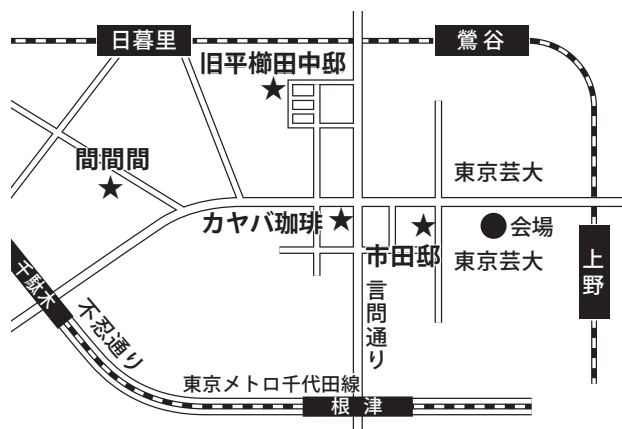 日暮里
鶯谷
旧平櫛田中邸
間間間
東京芸大
カヤバ珈琲
会場
市田邸
東京芸大
上野
千駄木
不忍通り
言問通り
東京メトロ千代田線
根津